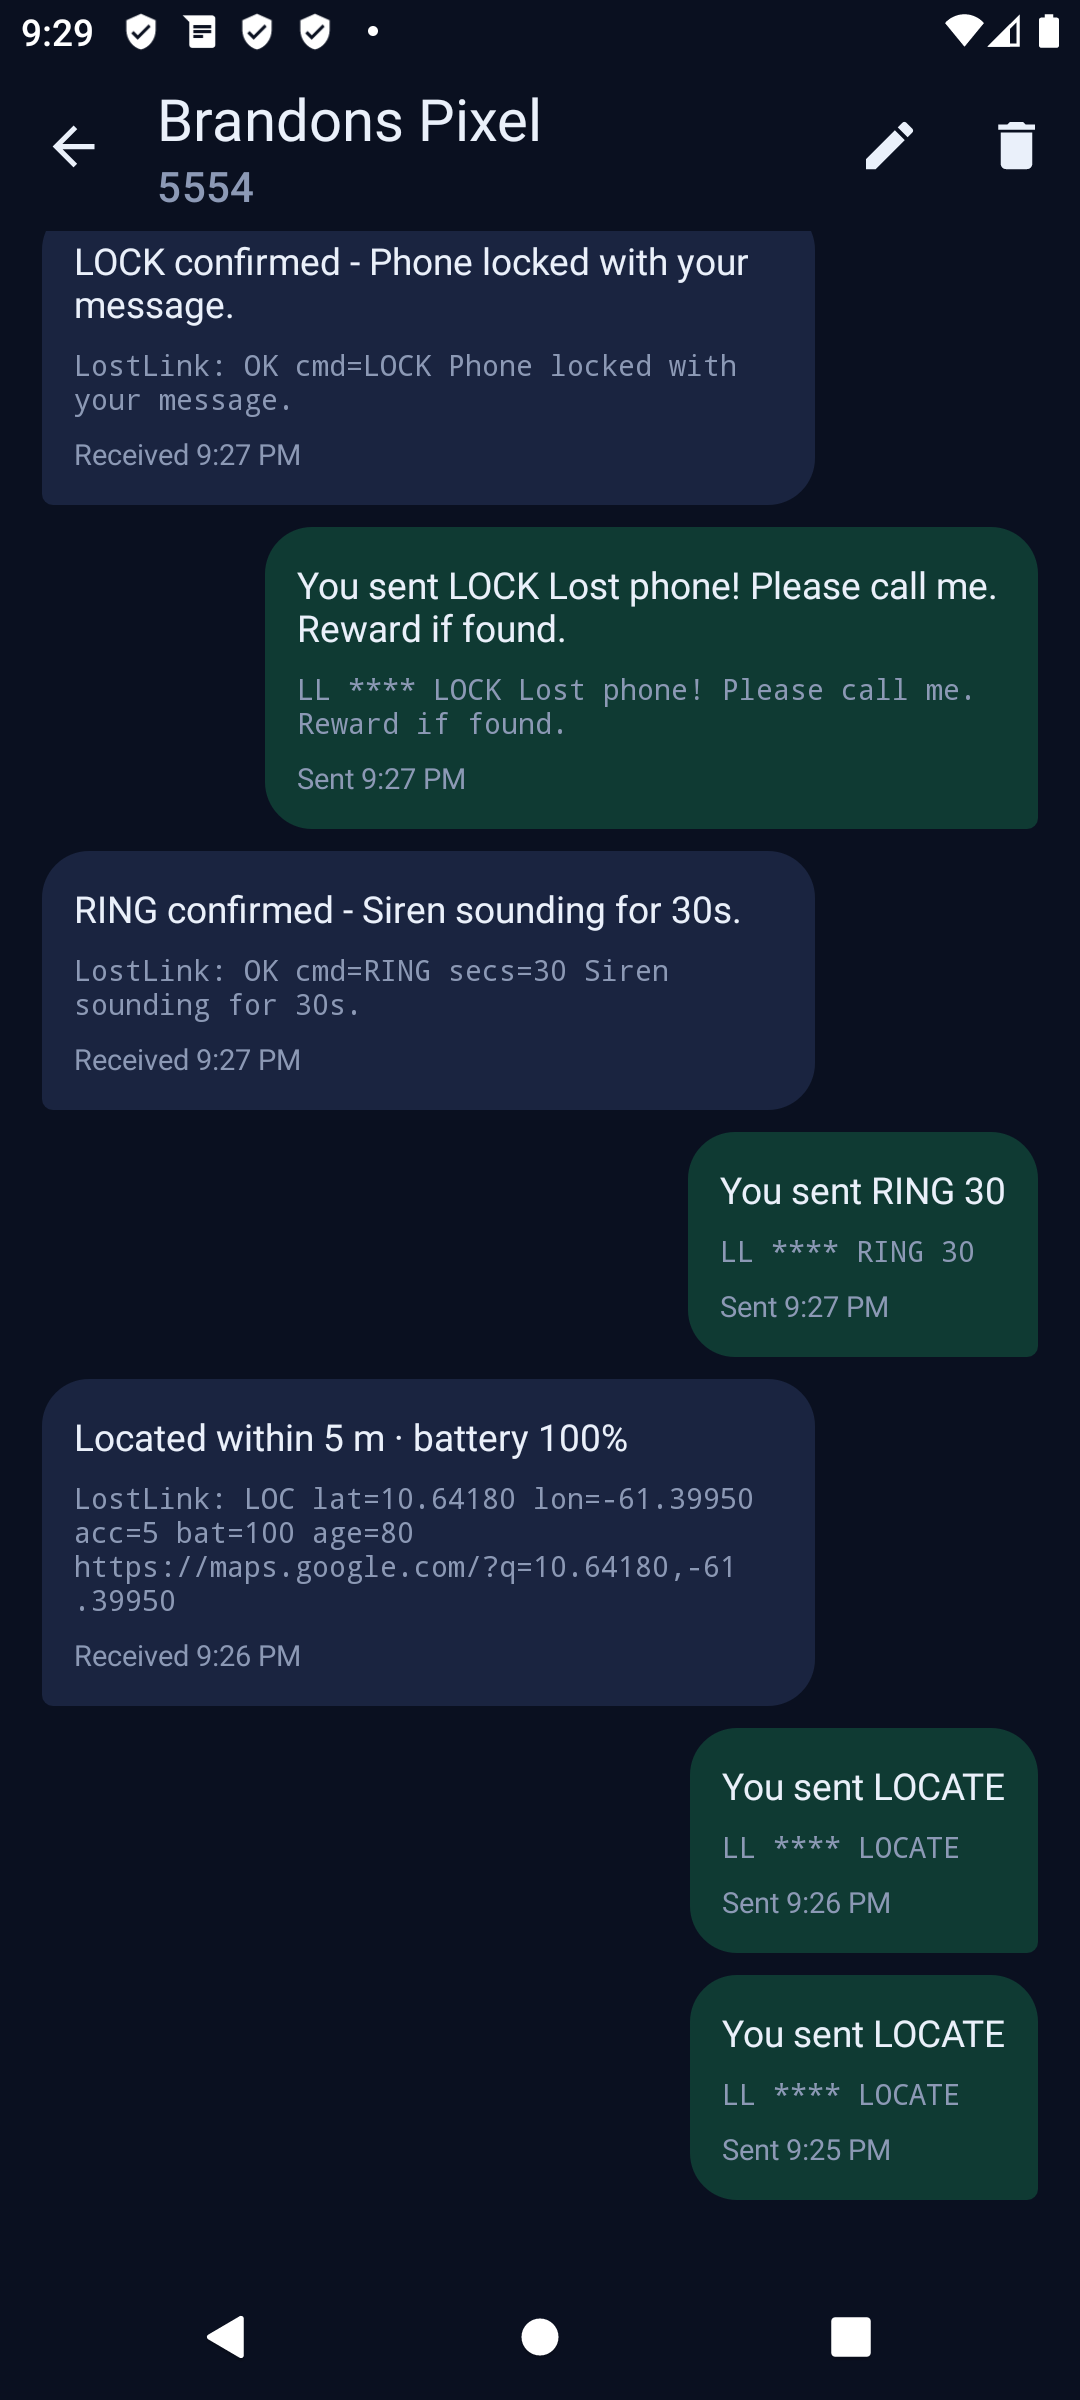 9:29
Brandons Pixel
5554
LOCK confirmed - Phone locked with your
message.
LostLink: OK cmd=LOCK Phone locked with
your message.
Received 9:27 PM
You sent LOCK Lost phone! Please call me.
Reward if found.
LL **** LOCK Lost phone! Please call me.
Reward if found.
Sent 9:27 PM
RING confirmed - Siren sounding for 30s.
LostLink: OK cmd=RING secs=30 Siren
sounding for 30s.
Received 9:27 PM
You sent RING 30
LL **** RING 30
Sent 9:27 PM
Located within 5 m · battery 100%
LostLink: LOC lat=10.64180 lon=-61.39950
acc=5 bat=100 age=80
https://maps.google.com/?q=10.64180,-61
.39950
Received 9:26 PM
You sent LOCATE
LL **** LOCATE
Sent 9:26 PM
You sent LOCATE
LL **** LOCATE
Sent 9:25 PM